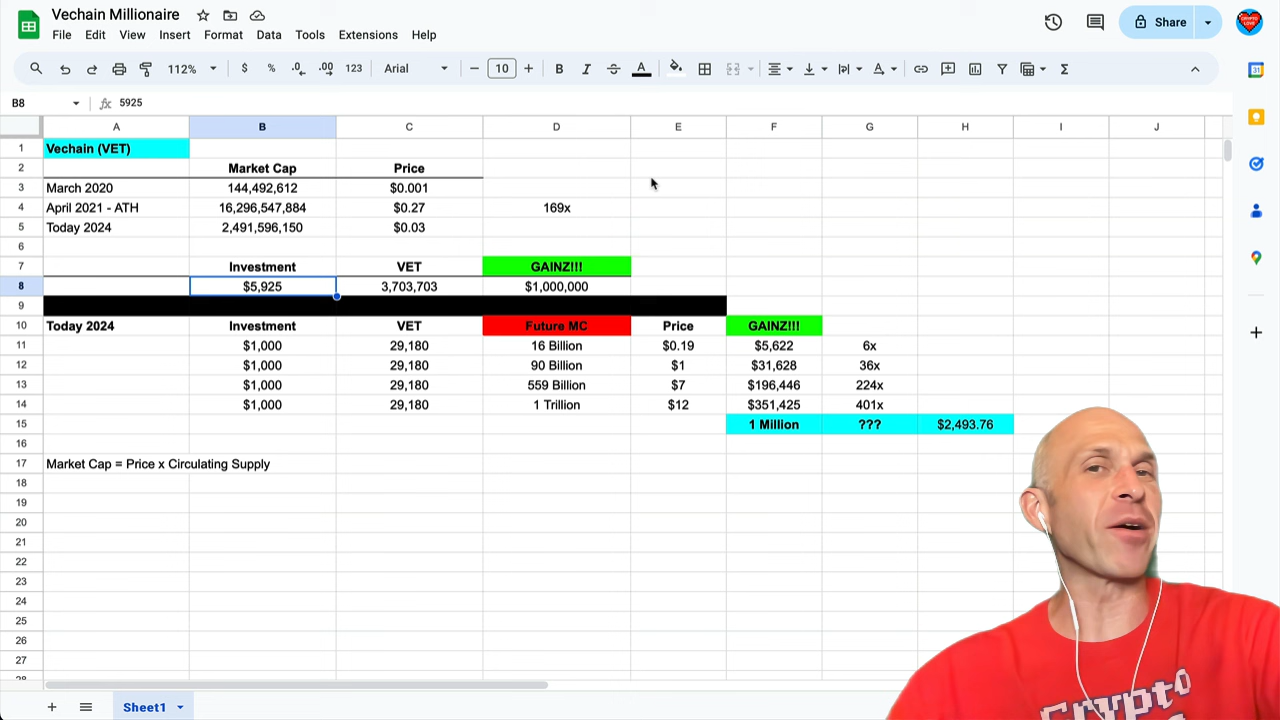 Vechain Millionaire
File Edit View Insert Format Data Tools Extensions Help
Share
112% $ % .0 .00 123 Arial 10 B I A
B8 fx 5925
A B C D E F G H I J
1 Vechain (VET)
2 Market Cap Price
3 March 2020 144,492,612 $0.001
4 April 2021 - ATH 16,296,547,884 $0.27 169x
5 Today 2024 2,491,596,150 $0.03
6
7 Investment VET GAINZ!!!
8 $5,925 3,703,703 $1,000,000
9
10 Today 2024 Investment VET Future MC Price GAINZ!!!
11 $1,000 29,180 16 Billion $0.19 $5,622 6x
12 $1,000 29,180 90 Billion $1 $31,628 36x
13 $1,000 29,180 559 Billion $7 $196,446 224x
14 $1,000 29,180 1 Trillion $12 $351,425 401x
15 1 Million ??? $2,493.76
16
17 Market Cap = Price x Circulating Supply
18
19
20
21
22
23
24
25
26
27
Sheet1
Crypto